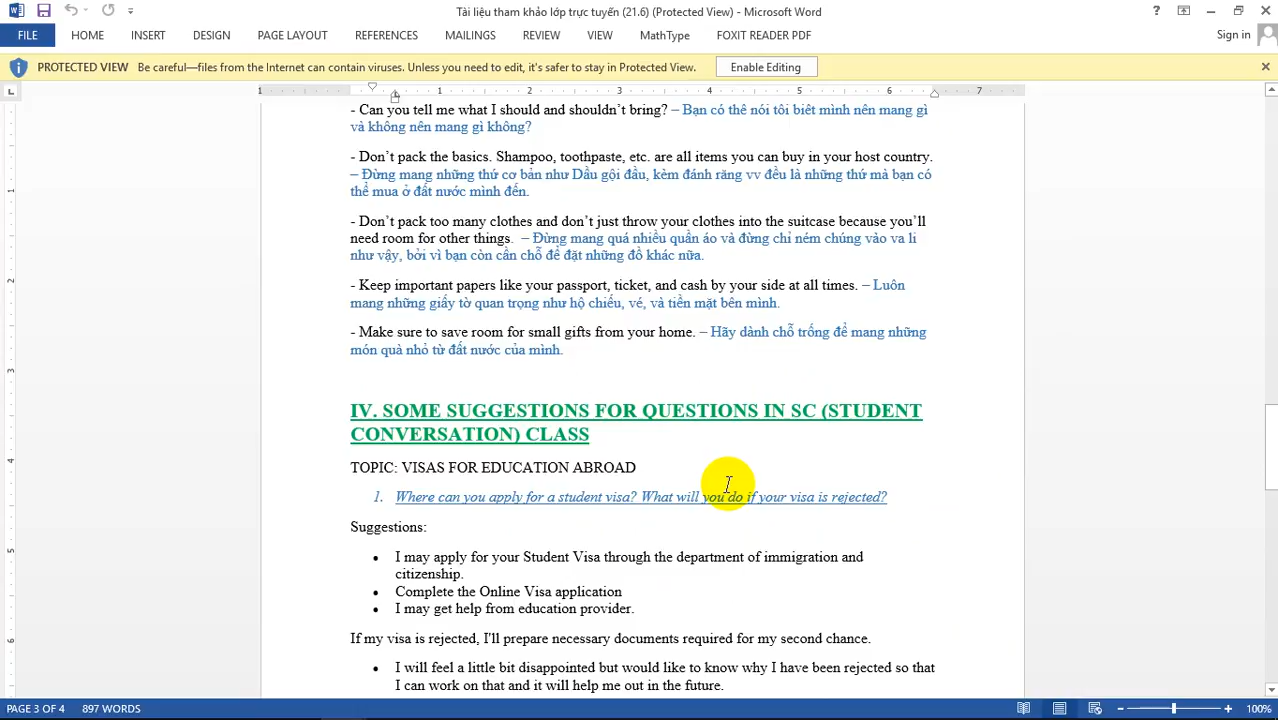 Tài liệu tham khảo lớp trực tuyến (21.6) (Protected View) - Microsoft Word
FILE HOME INSERT DESIGN PAGE LAYOUT REFERENCES MAILINGS REVIEW VIEW MathType FOXIT READER PDF Sign in
PROTECTED VIEW Be careful—files from the Internet can contain viruses. Unless you need to edit, it's safer to stay in Protected View. Enable Editing
1 1 2 3 4 5 6 7
- Can you tell me what I should and shouldn't bring? – Bạn có thể nói tôi biết mình nên mang gì
và không nên mang gì không?
- Don't pack the basics. Shampoo, toothpaste, etc. are all items you can buy in your host country.
– Đừng mang những thứ cơ bản như Dầu gội đầu, kèm đánh răng vv đều là những thứ mà bạn có
thể mua ở đất nước mình đến.
- Don't pack too many clothes and don't just throw your clothes into the suitcase because you'll
need room for other things. – Đừng mang quá nhiều quần áo và đừng chỉ ném chúng vào va li
như vậy, bởi vì bạn còn cần chỗ để đặt những đồ khác nữa.
- Keep important papers like your passport, ticket, and cash by your side at all times. – Luôn
mang những giấy tờ quan trọng như hộ chiếu, vé, và tiền mặt bên mình.
- Make sure to save room for small gifts from your home. – Hãy dành chỗ trống để mang những
món quà nhỏ từ đất nước của mình.
IV. SOME SUGGESTIONS FOR QUESTIONS IN SC (STUDENT
CONVERSATION) CLASS
TOPIC: VISAS FOR EDUCATION ABROAD
1. Where can you apply for a student visa? What will you do if your visa is rejected?
Suggestions:
• I may apply for your Student Visa through the department of immigration and
citizenship.
• Complete the Online Visa application
• I may get help from education provider.
If my visa is rejected, I'll prepare necessary documents required for my second chance.
• I will feel a little bit disappointed but would like to know why I have been rejected so that
I can work on that and it will help me out in the future.
1
2
3
4
5
6
PAGE 3 OF 4 897 WORDS 100%